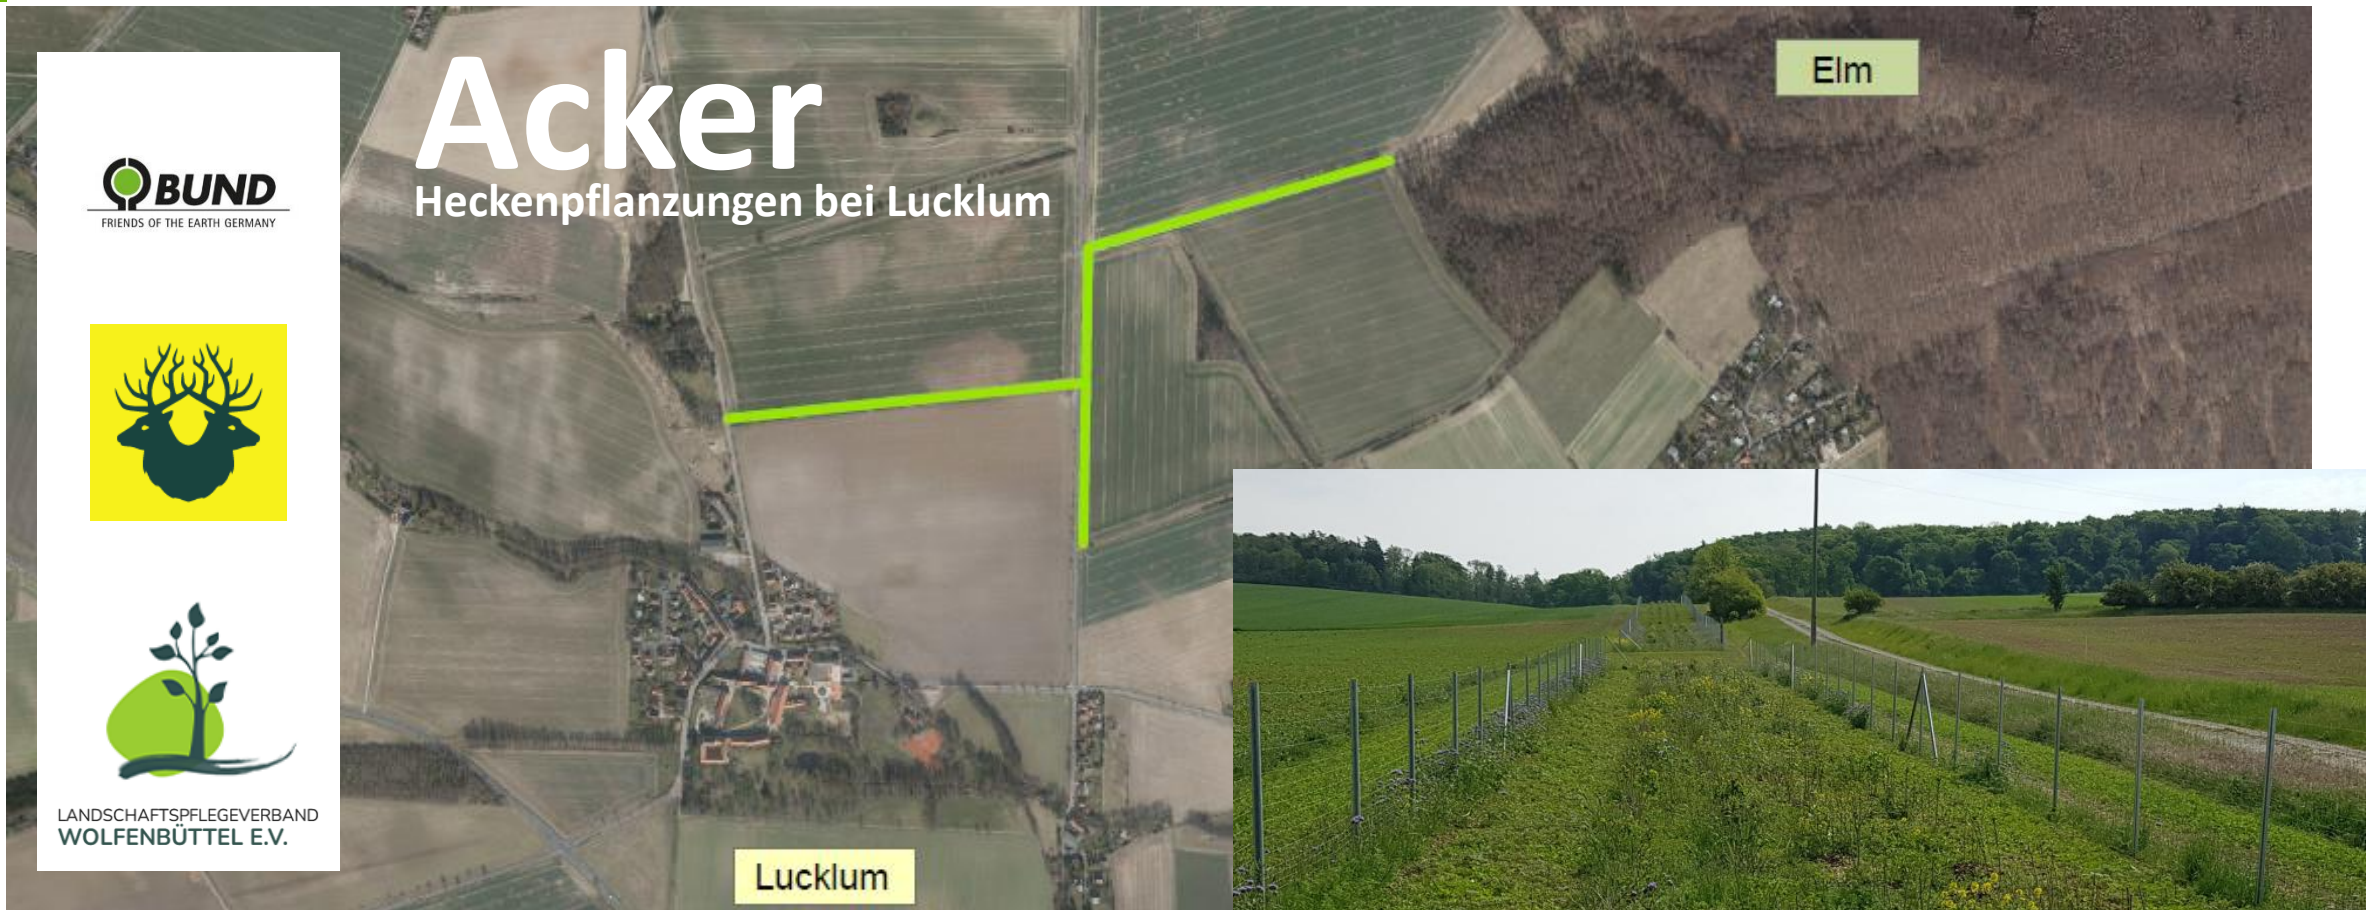 Acker
Heckenpflanzungen bei Lucklum
Elm
BUND
FRIENDS OF THE EARTH GERMANY
LANDSCHAFTSPFLEGEVERBAND
WOLFENBÜTTEL E.V.
Lucklum